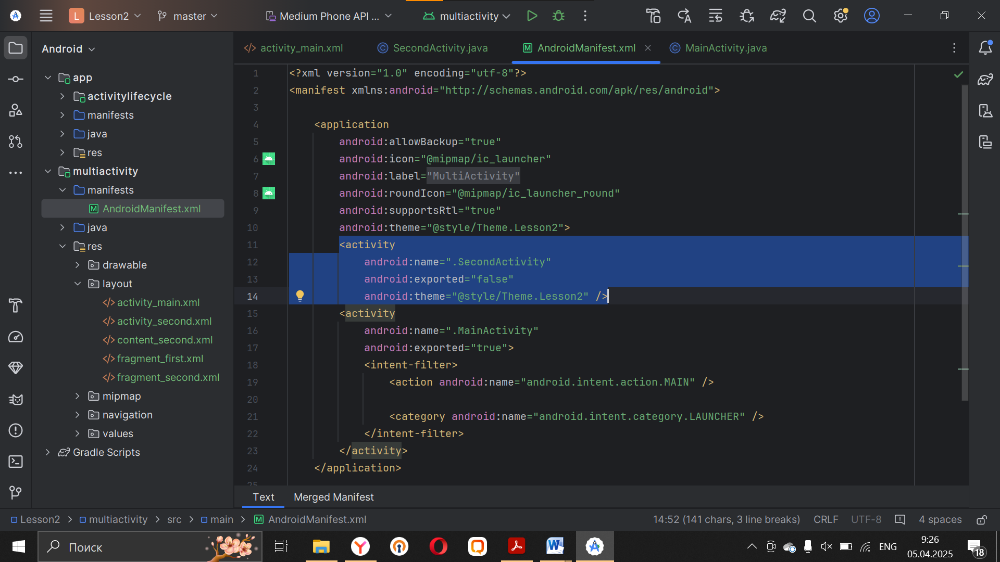 L Lesson2
master
Medium Phone API ...
multiactivity
Android
activity_main.xml
SecondActivity.java
AndroidManifest.xml
MainActivity.java
app
activitylifecycle
manifests
java
res
multiactivity
manifests
AndroidManifest.xml
java
res
drawable
layout
activity_main.xml
activity_second.xml
content_second.xml
fragment_first.xml
fragment_second.xml
mipmap
navigation
values
Gradle Scripts
1 <?xml version="1.0" encoding="utf-8"?>
2 <manifest xmlns:android="http://schemas.android.com/apk/res/android">
3
4 <application
5 android:allowBackup="true"
6 android:icon="@mipmap/ic_launcher"
7 android:label="MultiActivity"
8 android:roundIcon="@mipmap/ic_launcher_round"
9 android:supportsRtl="true"
10 android:theme="@style/Theme.Lesson2">
11 <activity
12 android:name=".SecondActivity"
13 android:exported="false"
14 android:theme="@style/Theme.Lesson2" />
15 <activity
16 android:name=".MainActivity"
17 android:exported="true">
18 <intent-filter>
19 <action android:name="android.intent.action.MAIN" />
20
21 <category android:name="android.intent.category.LAUNCHER" />
22 </intent-filter>
23 </activity>
24 </application>
25
Text Merged Manifest
Lesson2 > multiactivity > src > main > AndroidManifest.xml
14:52 (141 chars, 3 line breaks) CRLF UTF-8 4 spaces
Поиск
ENG
9:26
05.04.2025
18